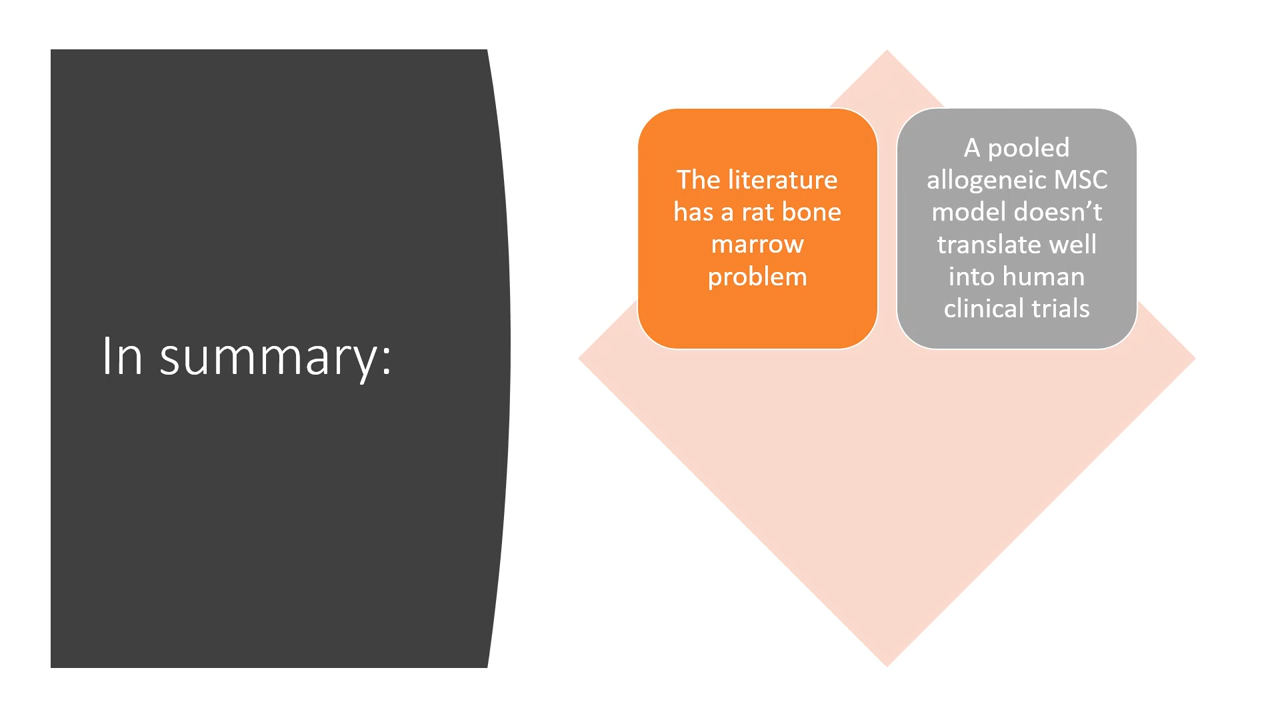 In summary:
The literature
has a rat bone
marrow
problem
A pooled
allogeneic MSC
model doesn’t
translate well
into human
clinical trials